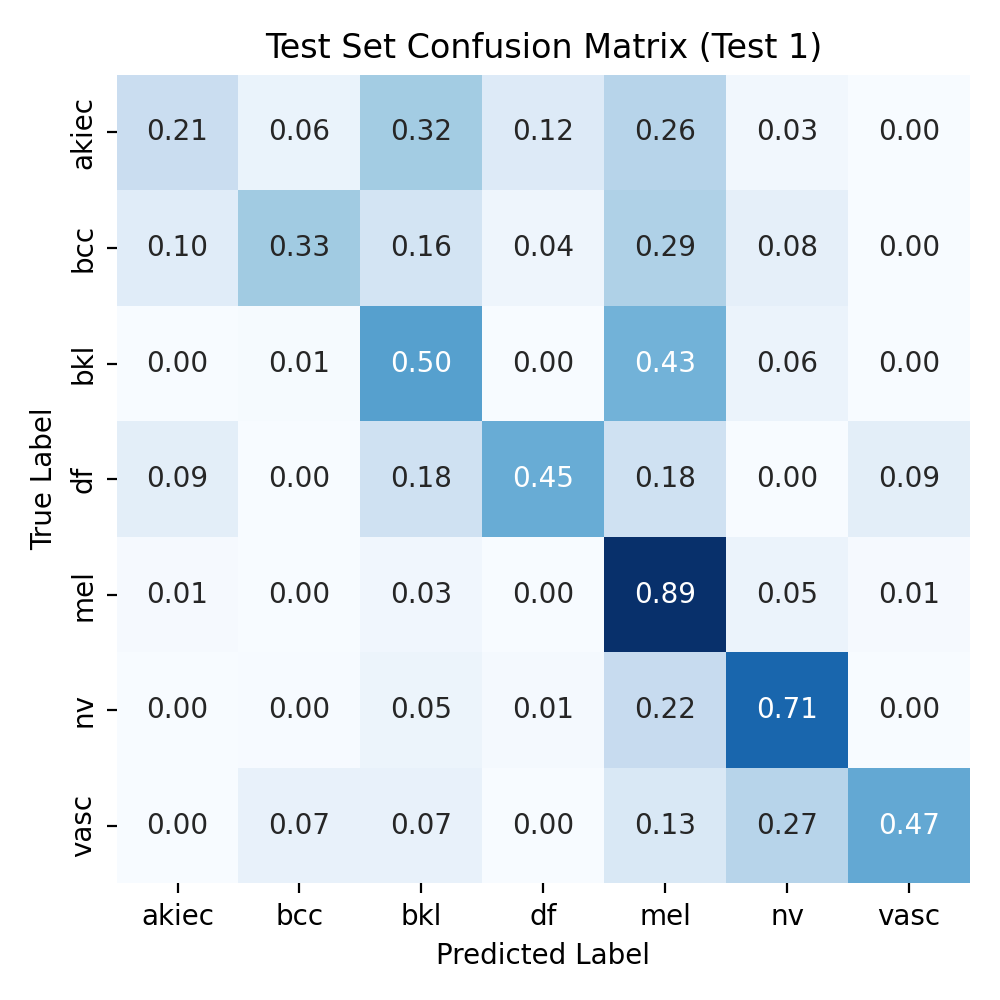 Test Set Confusion Matrix (Test 1)
True Label
akiec 0.21 0.06 0.32 0.12 0.26 0.03 0.00
bcc 0.10 0.33 0.16 0.04 0.29 0.08 0.00
bkl 0.00 0.01 0.50 0.00 0.43 0.06 0.00
df 0.09 0.00 0.18 0.45 0.18 0.00 0.09
mel 0.01 0.00 0.03 0.00 0.89 0.05 0.01
nv 0.00 0.00 0.05 0.01 0.22 0.71 0.00
vasc 0.00 0.07 0.07 0.00 0.13 0.27 0.47
akiec bcc bkl df mel nv vasc
Predicted Label